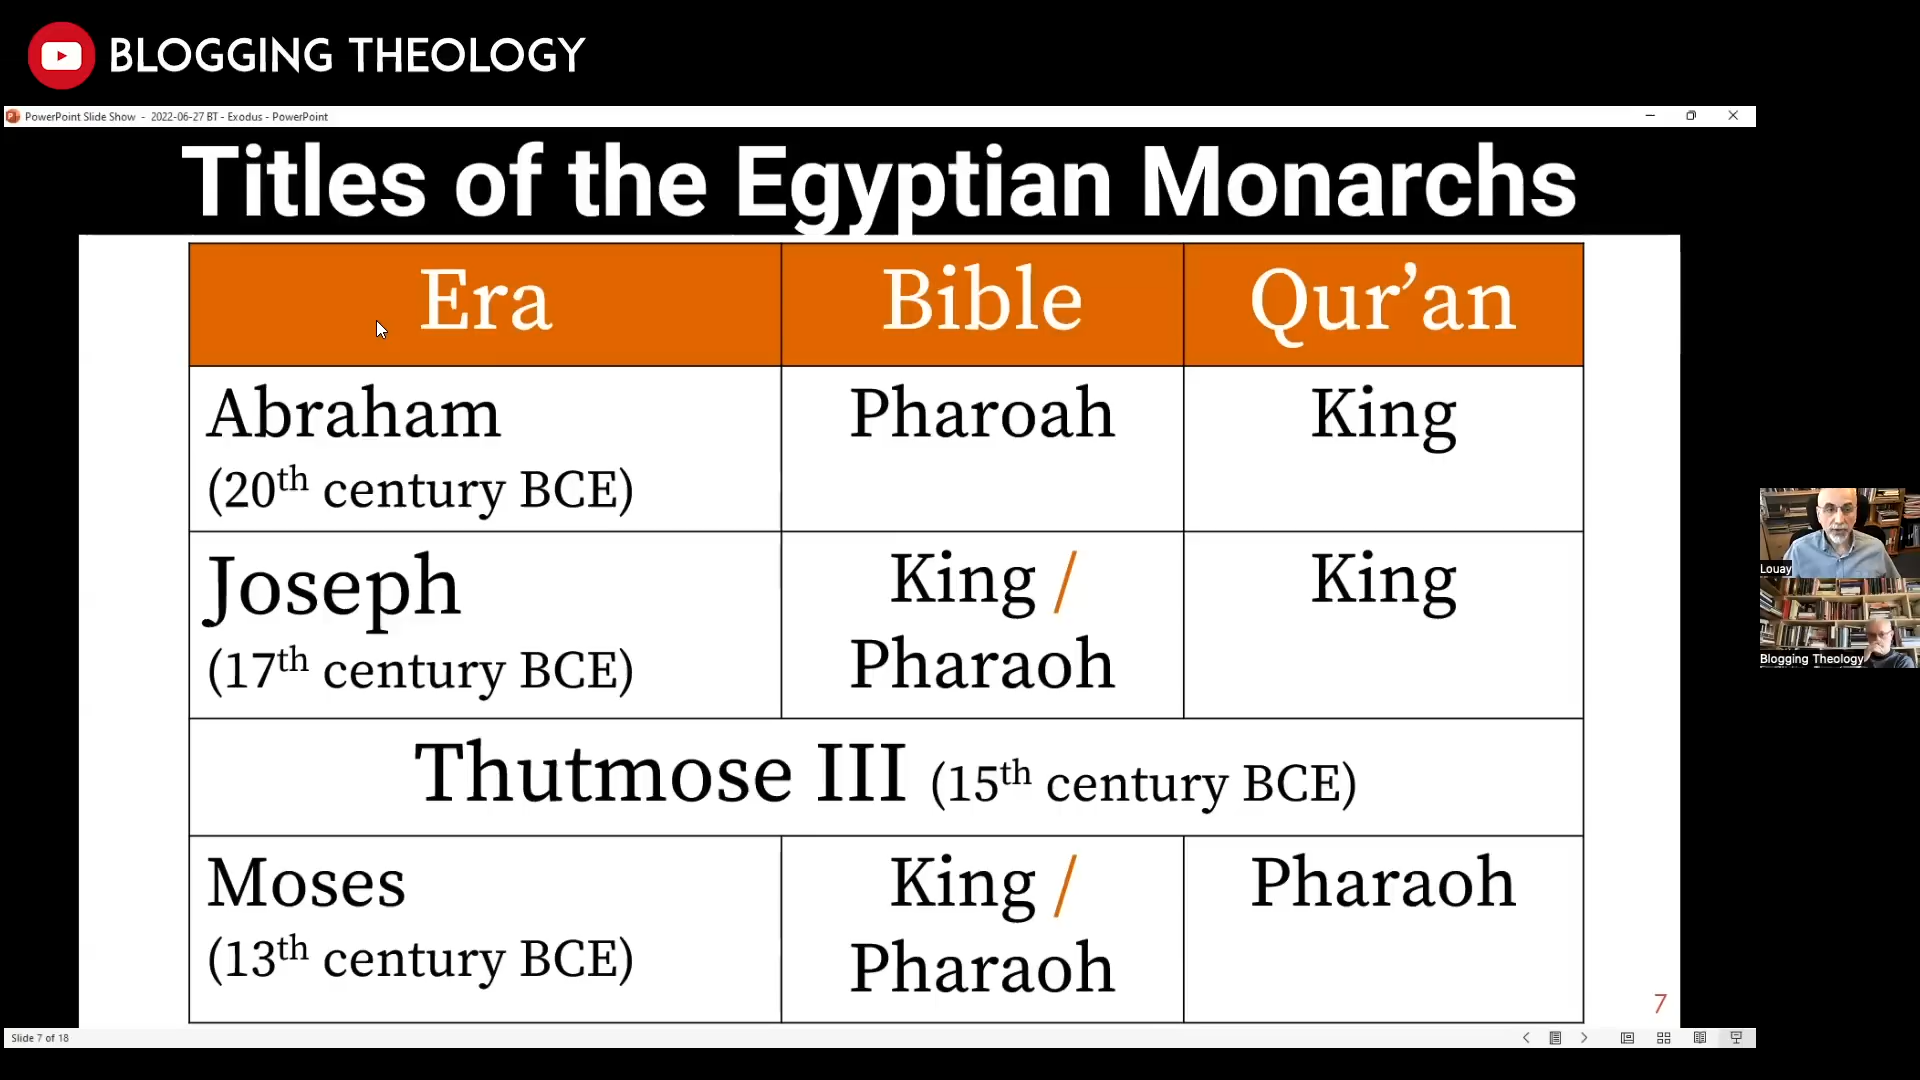 BLOGGING THEOLOGY
PowerPoint Slide Show - 2022-06-27 BT - Exodus - PowerPoint
Titles of the Egyptian Monarchs
Era Bible Qur’an
Abraham Pharoah King
(20th century BCE)
Joseph King / King
Pharaoh
(17th century BCE)
Thutmose III (15th century BCE)
Moses King / Pharaoh
(13th century BCE) Pharaoh
7
Slide 7 of 18
Louay
Blogging Theology